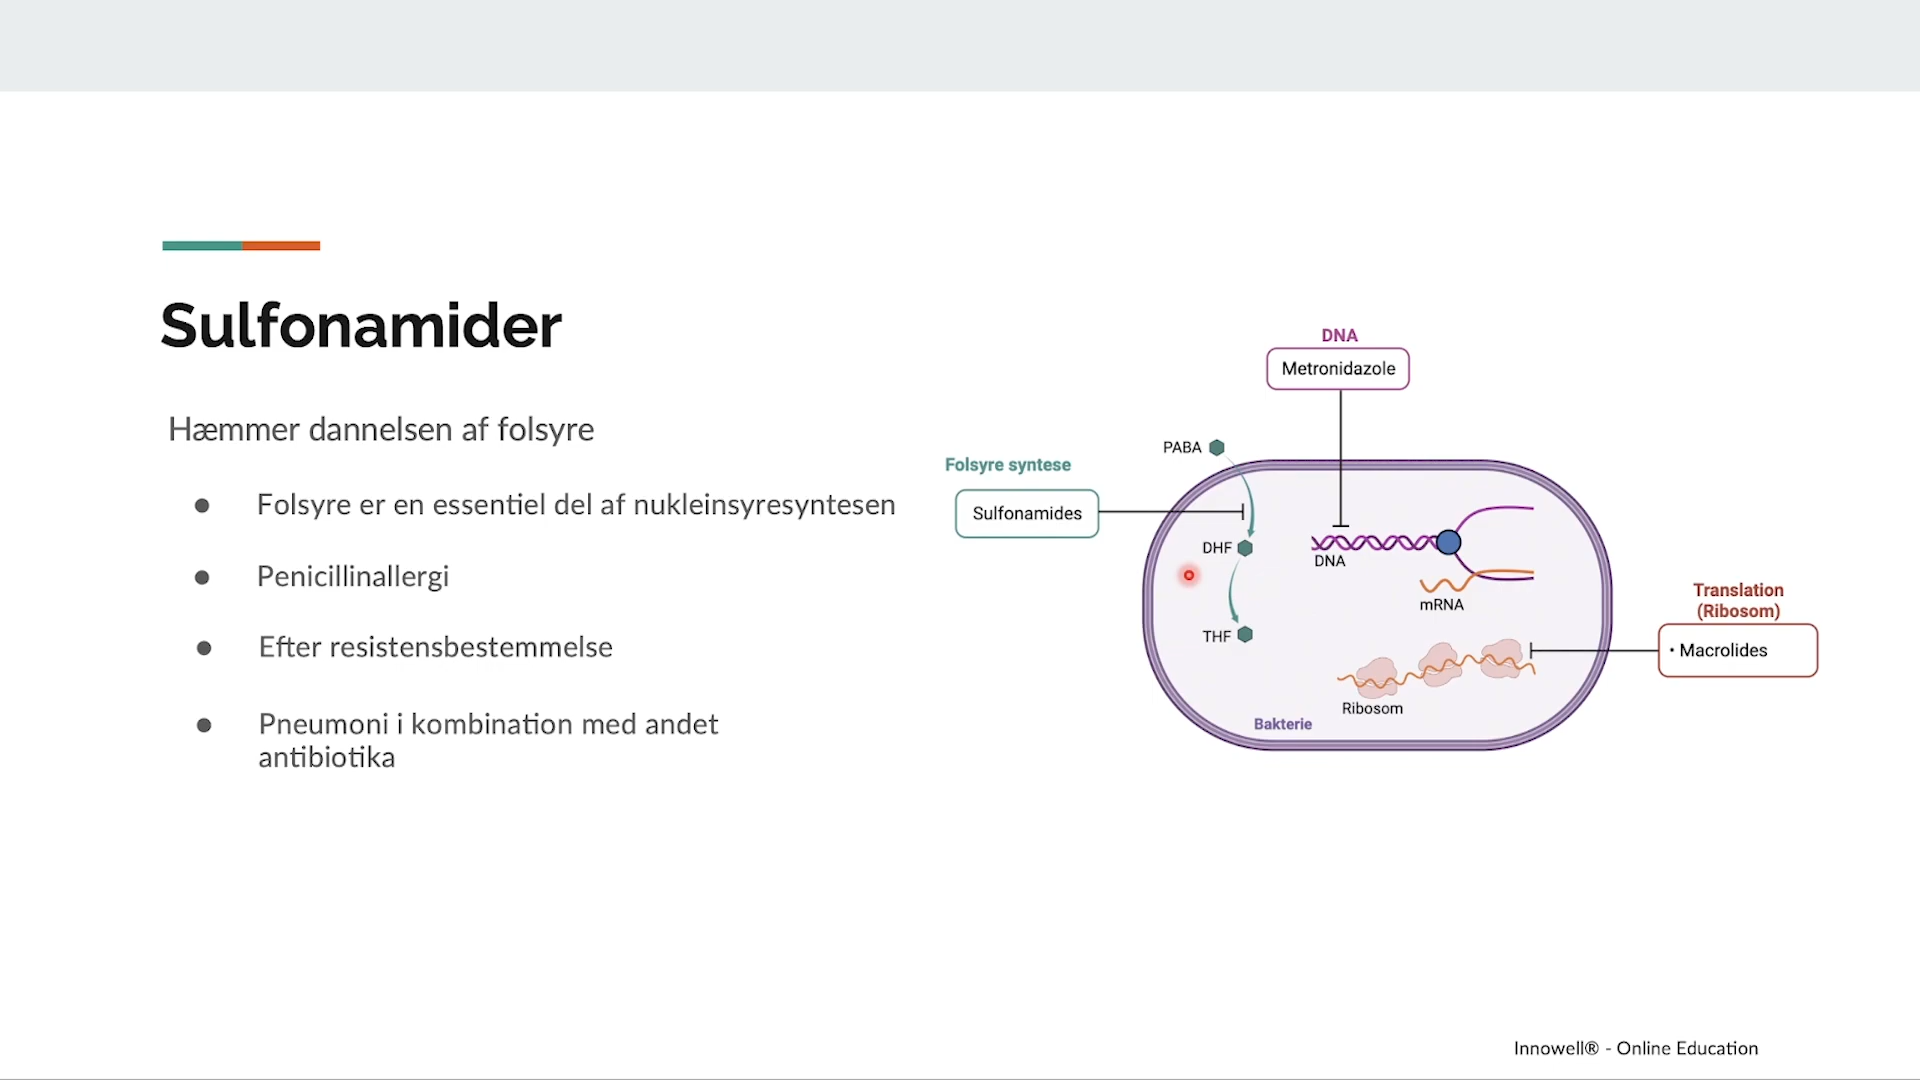 Sulfonamider
Hæmmer dannelsen af folsyre
● Folsyre er en essentiel del af nukleinsyresyntesen
● Penicillinallergi
● Efter resistensbestemmelse
● Pneumoni i kombination med andet
antibiotika
DNA
Metronidazole
PABA
Folsyre syntese
Sulfonamides
DHF
DNA
mRNA
THF
Translation
(Ribosom)
• Macrolides
Ribosom
Bakterie
Innowell® - Online Education